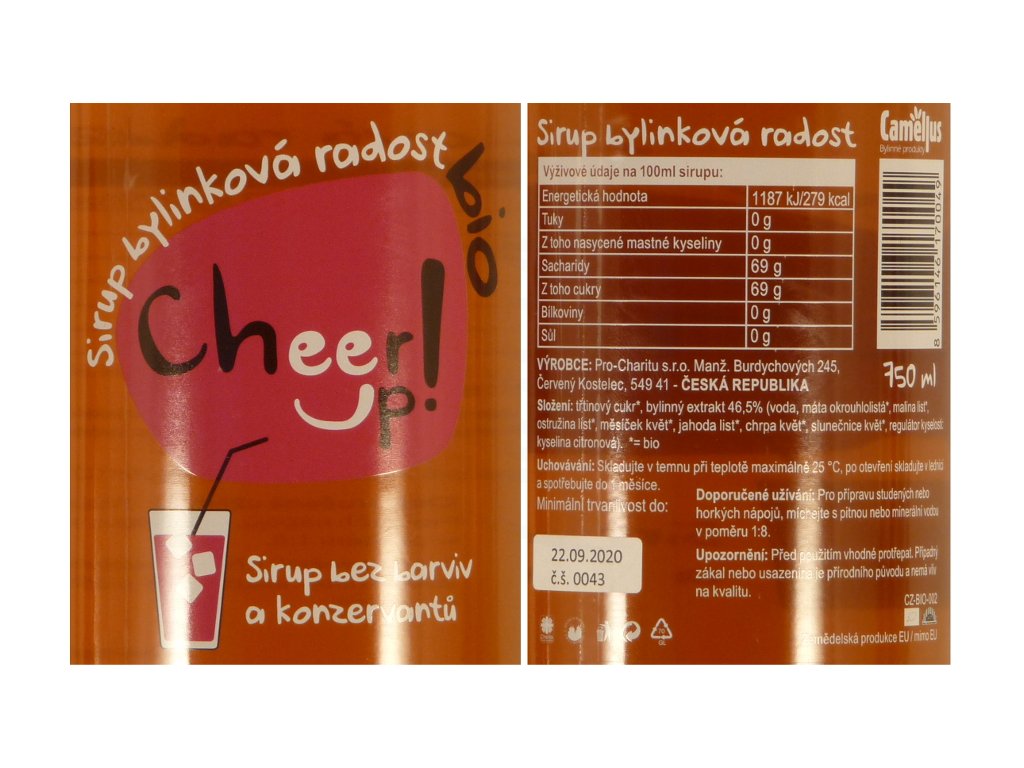 Sirup bylinková radost
bio
Cheer
up!
Sirup bez barviv
a konzervantů
Sirup bylinková radost
Camellus
Bylinné produkty
Výživové údaje na 100ml sirupu:
Energetická hodnota 1187 kJ/279 kcal
Tuky 0 g
Z toho nasycené mastné kyseliny 0 g
Sacharidy 69 g
Z toho cukry 69 g
Bílkoviny 0 g
Sůl 0 g
8 596146 170049
750 ml
VÝROBCE: Pro-Charitu s.r.o. Manž. Burdychových 245,
Červený Kostelec, 549 41 - ČESKÁ REPUBLIKA
Složení: třtinový cukr*, bylinný extrakt 46,5% (voda, máta okrouhlolistá*, malina list*,
ostružina list*, měsíček květ*, jahoda list*, chrpa květ*, slunečnice květ*, regulátor kyselosti:
kyselina citronová). *= bio
Uchovávání: Skladujte v temnu při teplotě maximálně 25 °C, po otevření skladujte v lednici
a spotřebujte do 1 měsíce.
Minimální trvanlivost do:
22.09.2020
č.š. 0043
Doporučené užívání: Pro přípravu studených nebo
horkých nápojů, míchejte s pitnou nebo minerální vodou
v poměru 1:8.
Upozornění: Před použitím vhodné protřepat. Případný
zákal nebo usazenina je přírodního původu a nemá vliv
na kvalitu.
CZ-BIO-002
Zemědělská produkce EU / mimo EU
70
GL